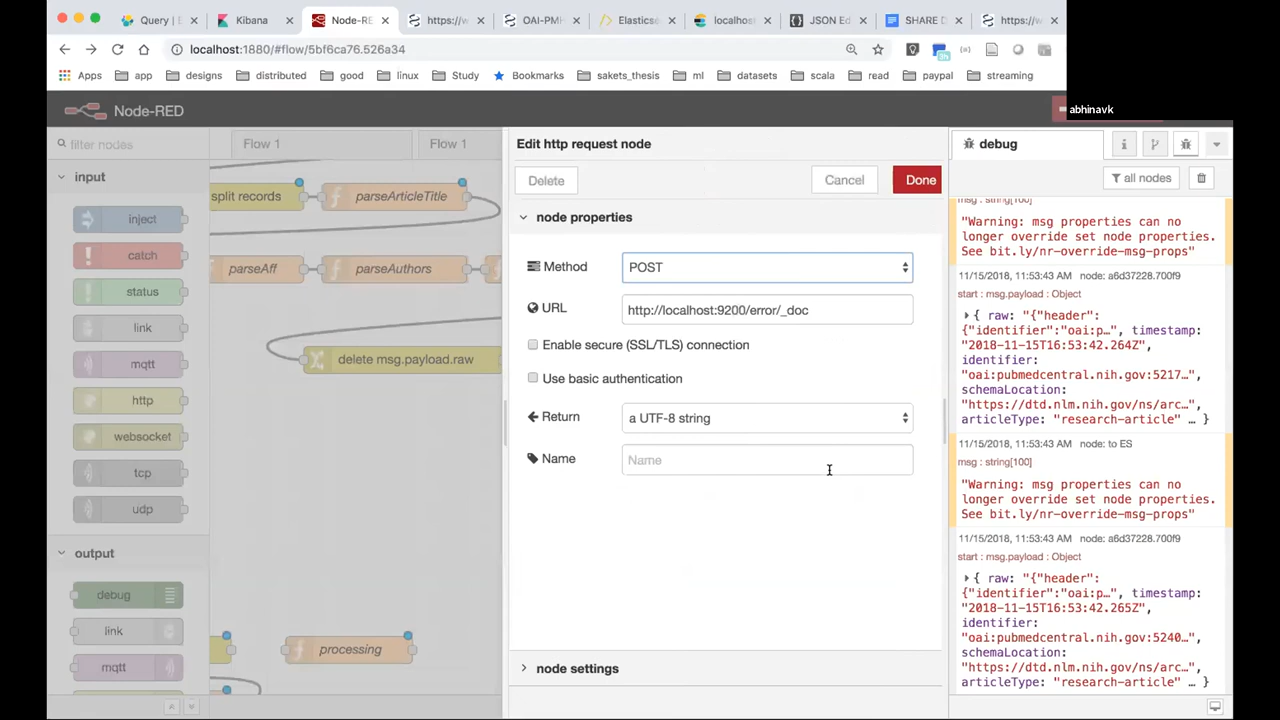 Query | D
Kibana
Node-RE
https://w
OAI-PMH
Elasticse
localhos
JSON Ed
SHARE D
https://w
localhost:1880/#flow/5bf6ca76.526a34
2h
Apps
app
designs
distributed
good
linux
Study
Bookmarks
sakets_thesis
ml
datasets
scala
read
paypal
streaming
Node-RED
abhinavk
filter nodes
Flow 1
Flow 1
Edit http request node
debug
Delete
Cancel
Done
all nodes
input
inject
catch
status
link
mqtt
http
websocket
tcp
udp
output
debug
link
mqtt
split records
parseArticleTitle
parseAff
parseAuthors
delete msg.payload.raw
processing
node properties
Method
POST
URL
http://localhost:9200/error/_doc
Enable secure (SSL/TLS) connection
Use basic authentication
Return
a UTF-8 string
Name
Name
node settings
msg : string[100]
"Warning: msg properties can no
longer override set node properties.
See bit.ly/nr-override-msg-props"
11/15/2018, 11:53:43 AM node: a6d37228.700f9
start : msg.payload : Object
{ raw: "{"header":
{"identifier":"oai:p…", timestamp:
"2018-11-15T16:53:42.264Z",
identifier:
"oai:pubmedcentral.nih.gov:5217…",
schemaLocation:
"https://dtd.nlm.nih.gov/ns/arc…",
articleType: "research-article" … }
11/15/2018, 11:53:43 AM node: to ES
msg : string[100]
"Warning: msg properties can no
longer override set node properties.
See bit.ly/nr-override-msg-props"
11/15/2018, 11:53:43 AM node: a6d37228.700f9
start : msg.payload : Object
{ raw: "{"header":
{"identifier":"oai:p…", timestamp:
"2018-11-15T16:53:42.265Z",
identifier:
"oai:pubmedcentral.nih.gov:5240…",
schemaLocation:
"https://dtd.nlm.nih.gov/ns/arc…",
articleType: "research-article" … }